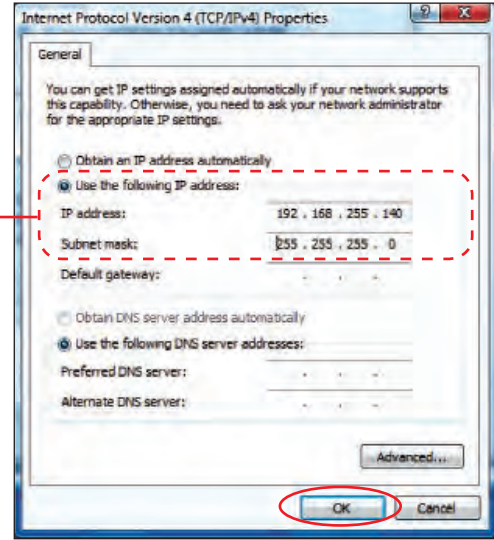 Internet Protocol Version 4 (TCP/IPv4) Properties
General
You can get IP settings assigned automatically if your network supports
this capability. Otherwise, you need to ask your network administrator
for the appropriate IP settings.
Obtain an IP address automatically
Use the following IP address:
IP address: 192 . 168 . 255 . 140
Subnet mask: 255 . 255 . 255 . 0
Default gateway: . . .
Obtain DNS server address automatically
Use the following DNS server addresses:
Preferred DNS server: . . .
Alternate DNS server: . . .
Advanced...
OK Cancel